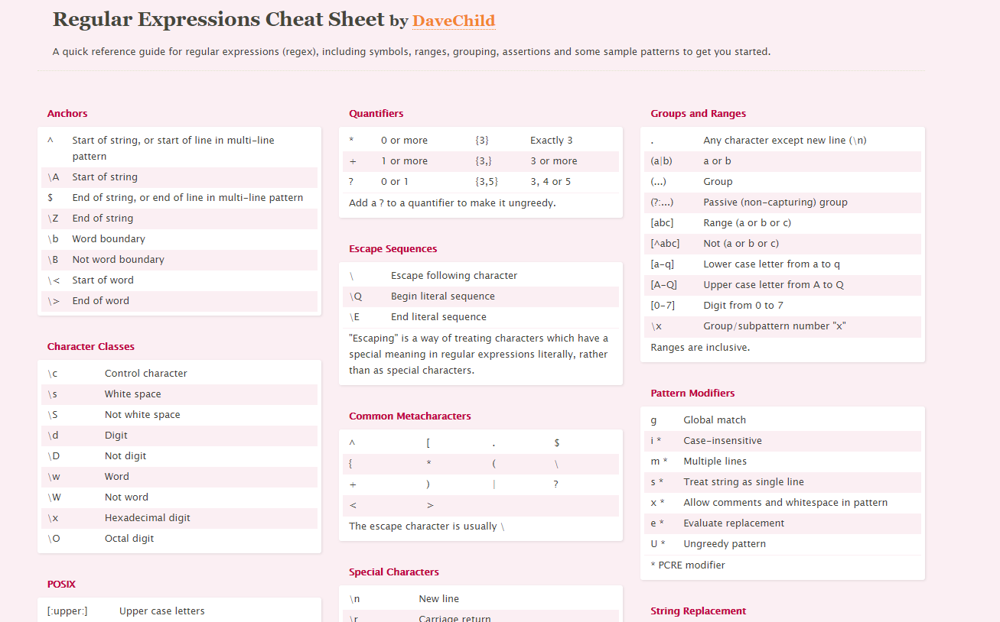 Regular Expressions Cheat Sheet by DaveChild
A quick reference guide for regular expressions (regex), including symbols, ranges, grouping, assertions and some sample patterns to get you started.
Anchors
^ Start of string, or start of line in multi-line
pattern
\A Start of string
$ End of string, or end of line in multi-line pattern
\Z End of string
\b Word boundary
\B Not word boundary
\< Start of word
\> End of word
Character Classes
\c Control character
\s White space
\S Not white space
\d Digit
\D Not digit
\w Word
\W Not word
\x Hexadecimal digit
\O Octal digit
POSIX
[:upper:] Upper case letters
Quantifiers
* 0 or more {3} Exactly 3
+ 1 or more {3,} 3 or more
? 0 or 1 {3,5} 3, 4 or 5
Add a ? to a quantifier to make it ungreedy.
Escape Sequences
\ Escape following character
\Q Begin literal sequence
\E End literal sequence
"Escaping" is a way of treating characters which have a
special meaning in regular expressions literally, rather
than as special characters.
Common Metacharacters
^ [ . $
{ * ( \
+ ) | ?
< >
The escape character is usually \
Special Characters
\n New line
\r Carriage return
Groups and Ranges
. Any character except new line (\n)
(a|b) a or b
(...) Group
(?:...) Passive (non-capturing) group
[abc] Range (a or b or c)
[^abc] Not (a or b or c)
[a-q] Lower case letter from a to q
[A-Q] Upper case letter from A to Q
[0-7] Digit from 0 to 7
\x Group/subpattern number "x"
Ranges are inclusive.
Pattern Modifiers
g Global match
i * Case-insensitive
m * Multiple lines
s * Treat string as single line
x * Allow comments and whitespace in pattern
e * Evaluate replacement
U * Ungreedy pattern
* PCRE modifier
String Replacement